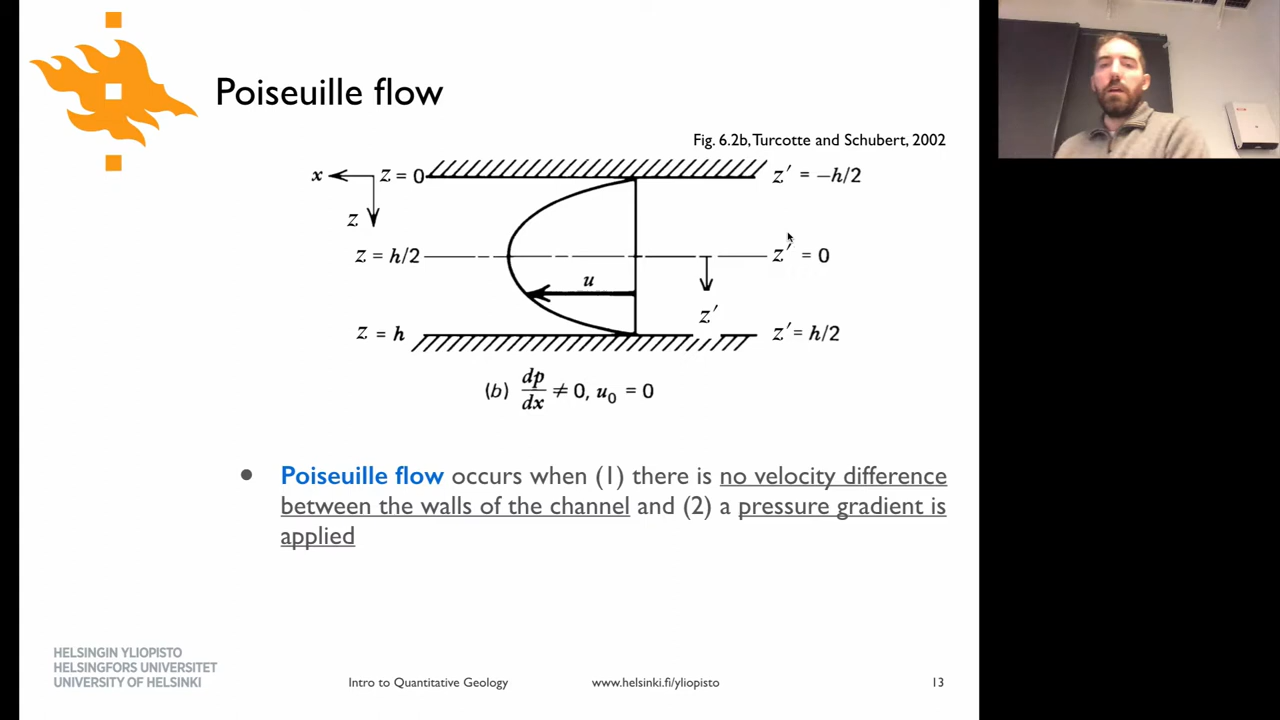 Poiseuille flow
Fig. 6.2b, Turcotte and Schubert, 2002
x z = 0 z′ = −h/2
z
z = h/2 z′ = 0
u
z′
z = h z′ = h/2
(b) dp/dx ≠ 0, u₀ = 0
• Poiseuille flow occurs when (1) there is no velocity difference
between the walls of the channel and (2) a pressure gradient is
applied
HELSINGIN YLIOPISTO
HELSINGFORS UNIVERSITET
UNIVERSITY OF HELSINKI
Intro to Quantitative Geology www.helsinki.fi/yliopisto 13